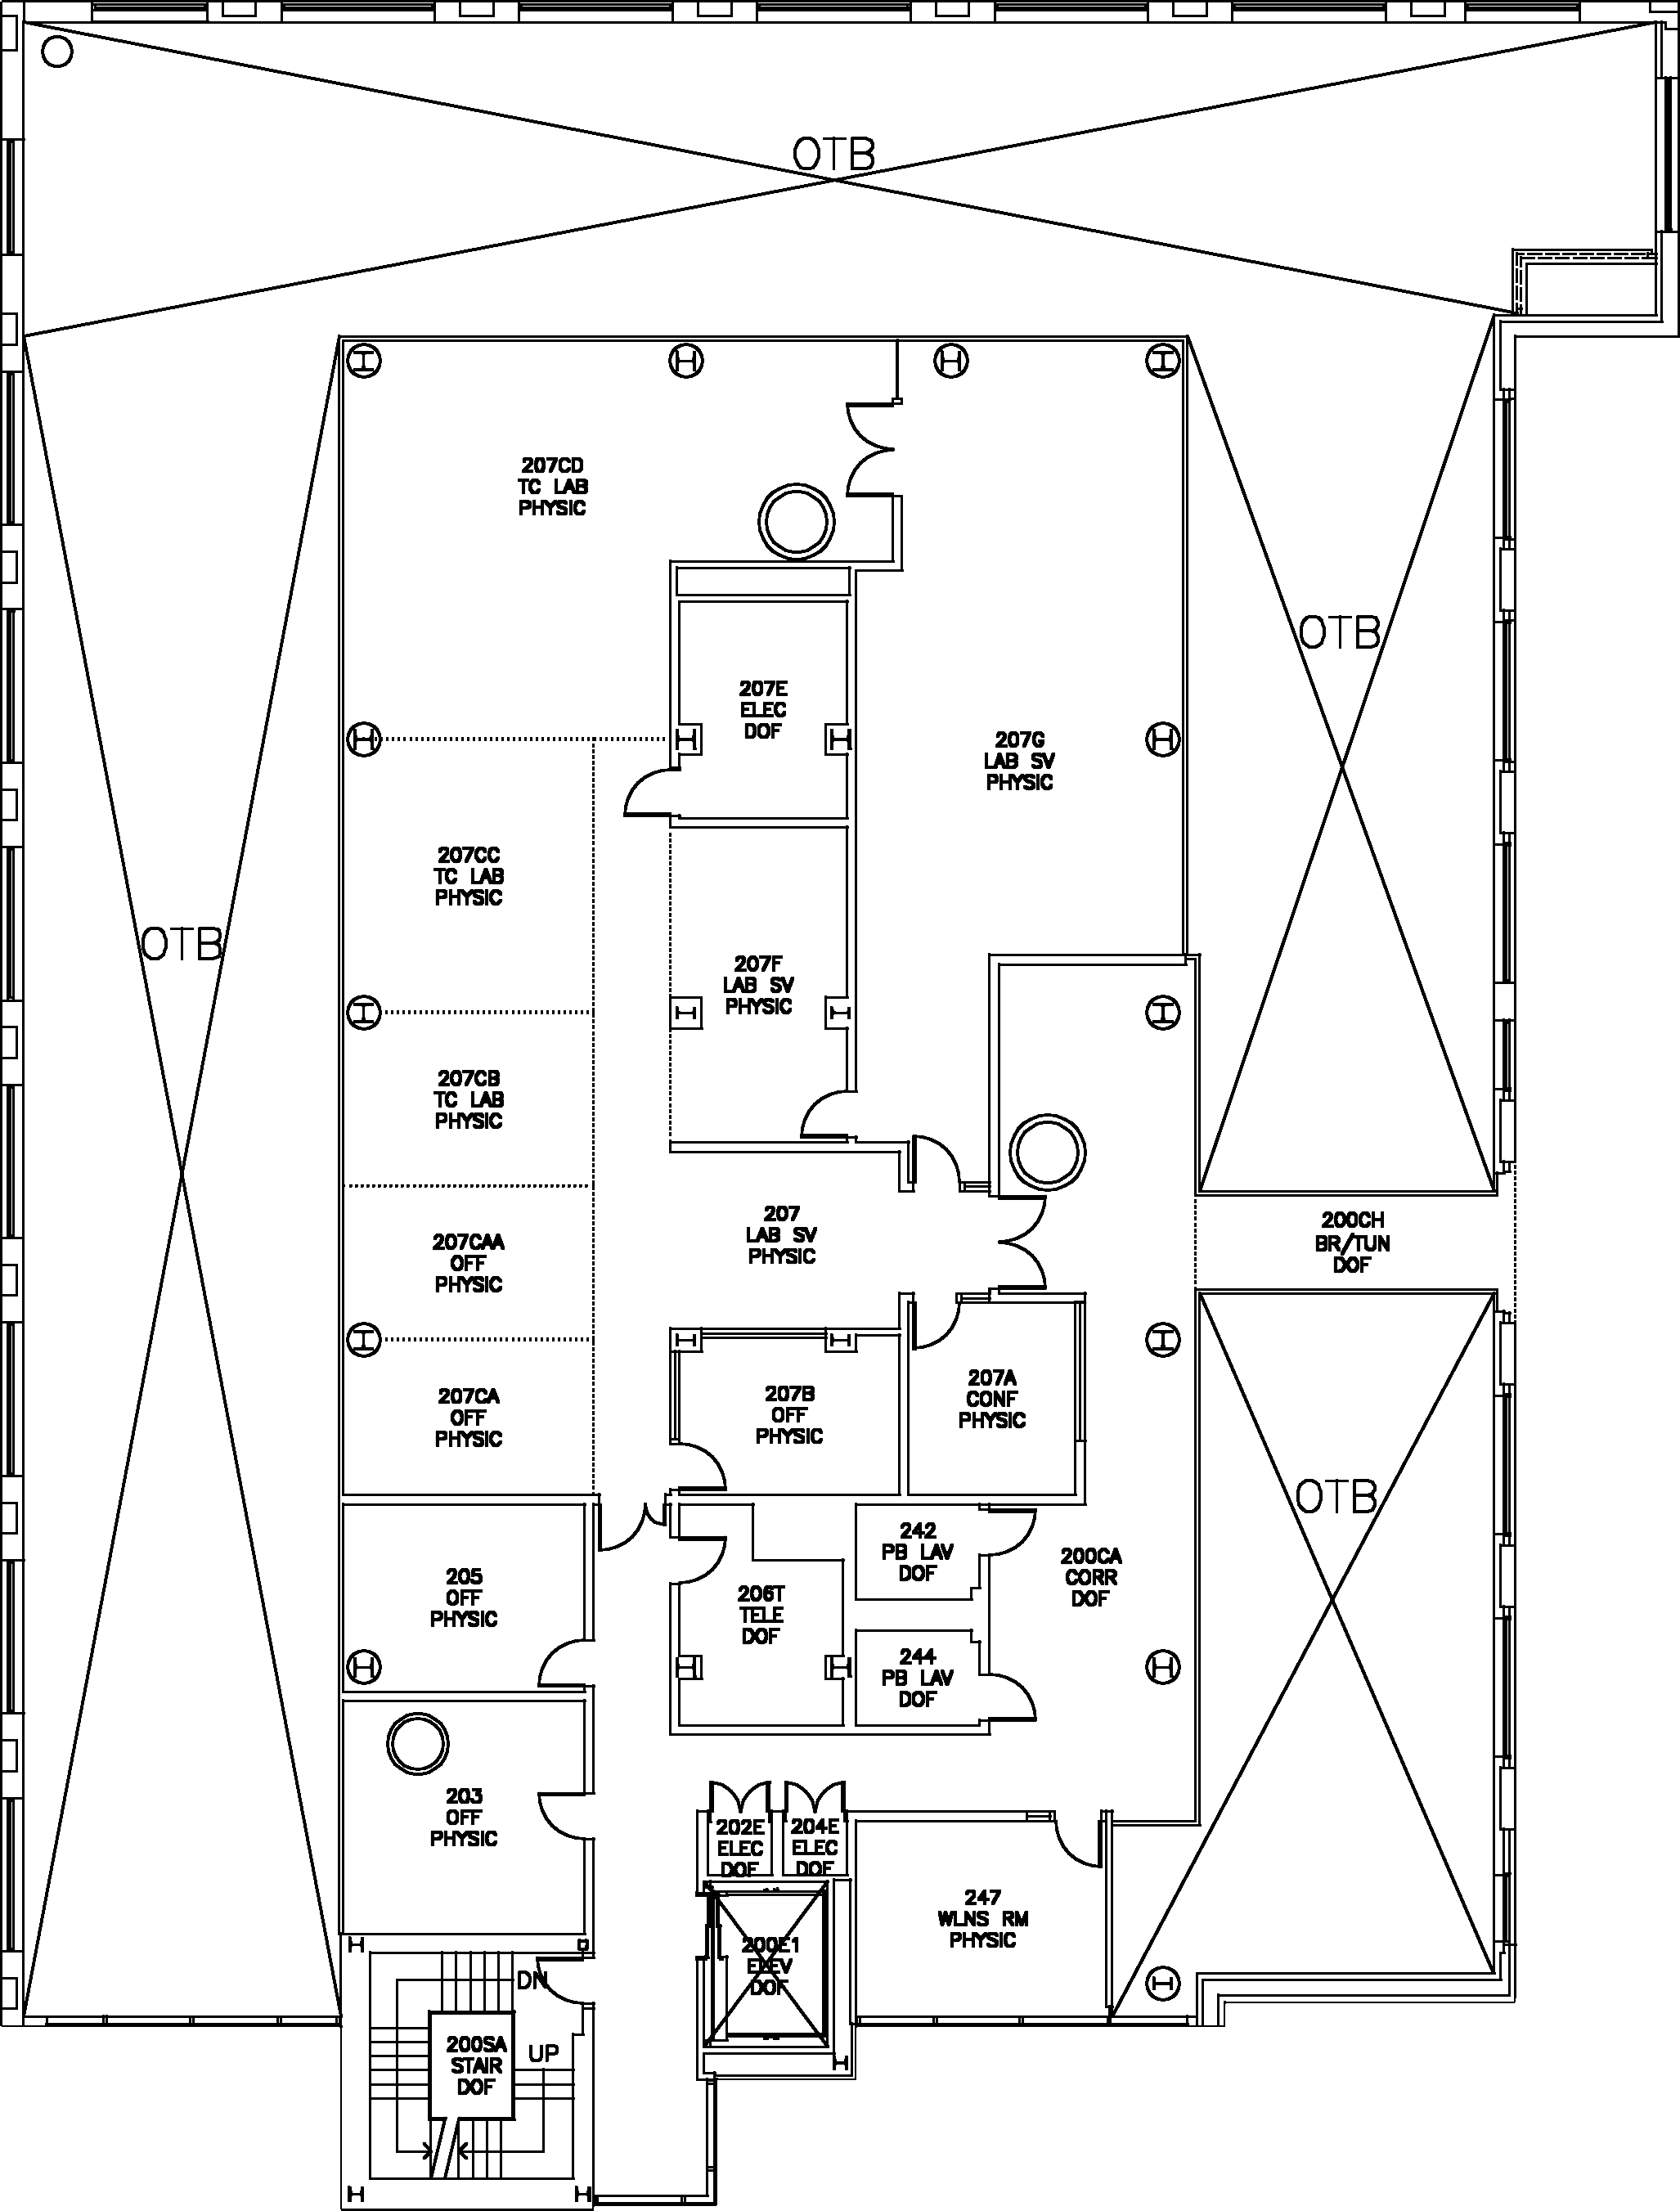 OTB
207CD
TC LAB
PHYSIC
OTB
207E
ELEC
DOF
207G
LAB SV
PHYSIC
207CC
TC LAB
PHYSIC
OTB
207F
LAB SV
PHYSIC
207CB
TC LAB
PHYSIC
207CAA
OFF
PHYSIC
207
LAB SV
PHYSIC
200CH
BR/TUN
DOF
207CA
OFF
PHYSIC
207B
OFF
PHYSIC
207A
CONF
PHYSIC
OTB
205
OFF
PHYSIC
206T
TELE
DOF
242
PB LAV
DOF
200CA
CORR
DOF
244
PB LAV
DOF
203
OFF
PHYSIC
202E
ELEC
DOF
204E
ELEC
DOF
247
WLNS RM
PHYSIC
200E1
ELEV
DOF
DN
200SA
STAIR
DOF
UP